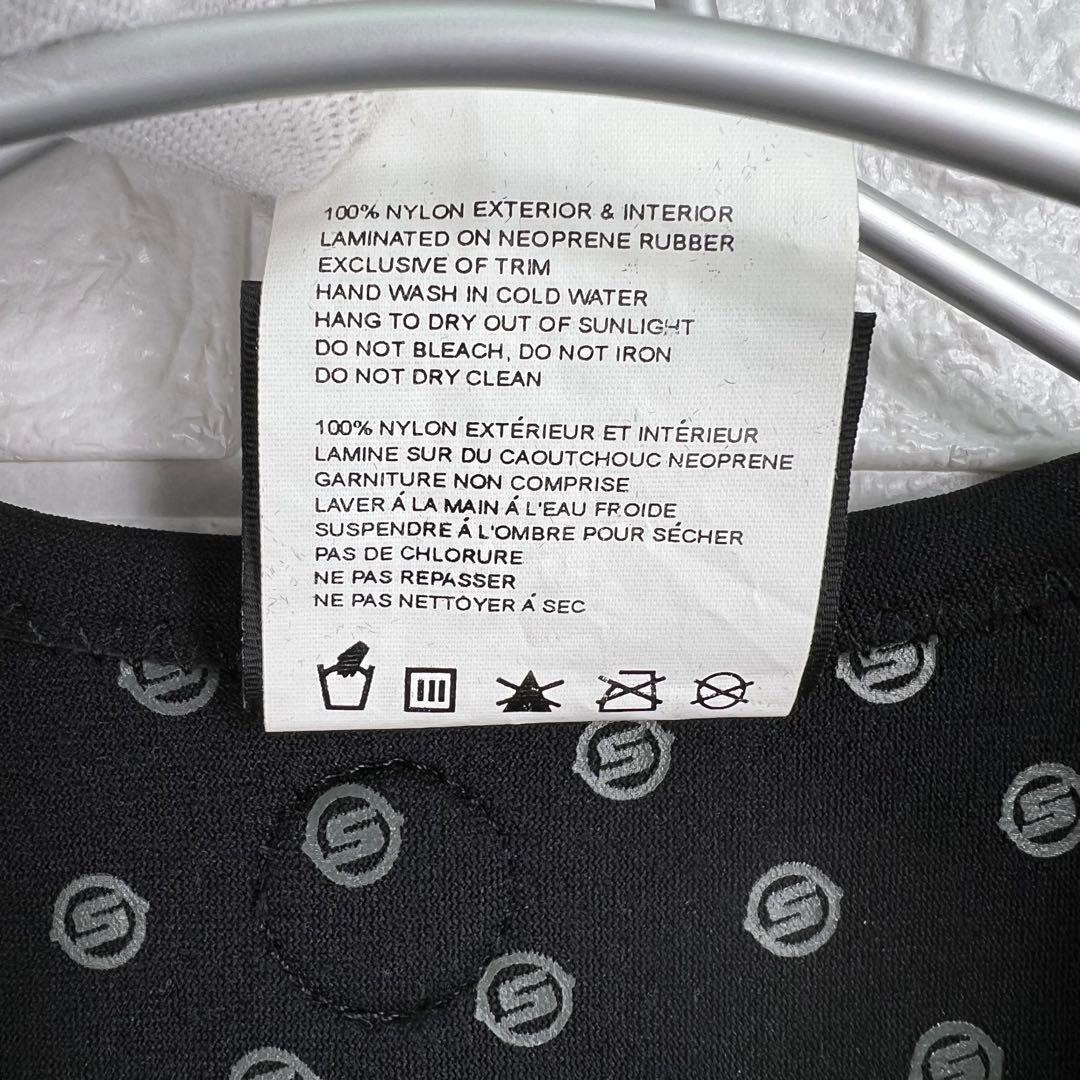 100% NYLON EXTERIOR & INTERIOR
LAMINATED ON NEOPRENE RUBBER
EXCLUSIVE OF TRIM
HAND WASH IN COLD WATER
HANG TO DRY OUT OF SUNLIGHT
DO NOT BLEACH, DO NOT IRON
DO NOT DRY CLEAN
100% NYLON EXTÉRIEUR ET INTÉRIEUR
LAMINE SUR DU CAOUTCHOUC NEOPRENE
GARNITURE NON COMPRISE
LAVER Á LA MAIN Á L'EAU FROIDE
SUSPENDRE Á L'OMBRE POUR SÉCHER
PAS DE CHLORURE
NE PAS REPASSER
NE PAS NETTOYER Á SEC